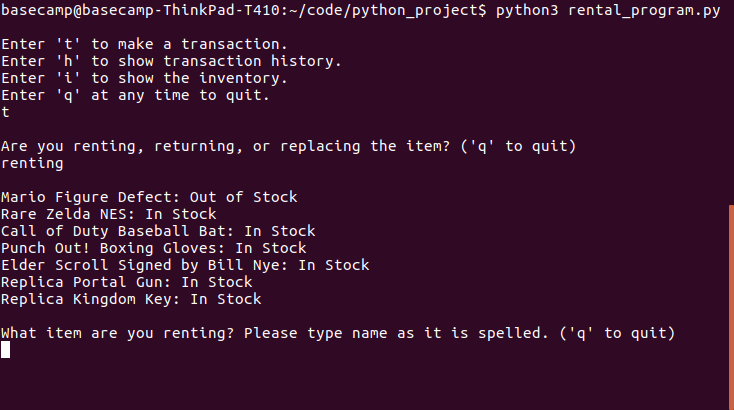 basecamp@basecamp-ThinkPad-T410:~/code/python_project$ python3 rental_program.py
Enter 't' to make a transaction.
Enter 'h' to show transaction history.
Enter 'i' to show the inventory.
Enter 'q' at any time to quit.
t
Are you renting, returning, or replacing the item? ('q' to quit)
renting
Mario Figure Defect: Out of Stock
Rare Zelda NES: In Stock
Call of Duty Baseball Bat: In Stock
Punch Out! Boxing Gloves: In Stock
Elder Scroll Signed by Bill Nye: In Stock
Replica Portal Gun: In Stock
Replica Kingdom Key: In Stock
What item are you renting? Please type name as it is spelled. ('q' to quit)